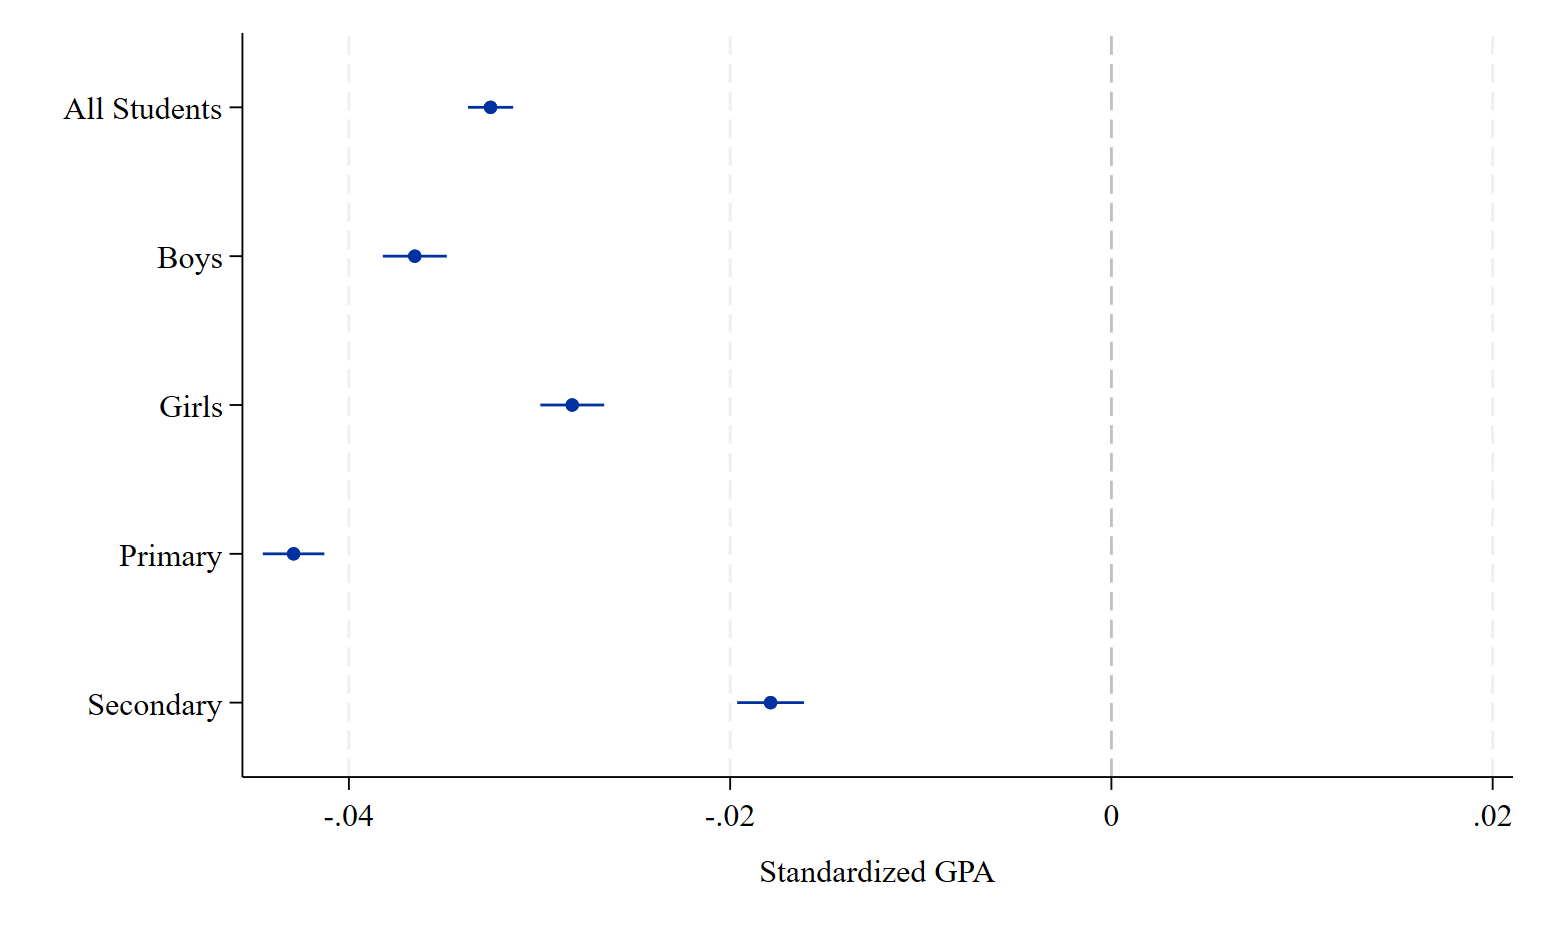 All Students
Boys
Girls
Primary
Secondary
-.04 -.02 0 .02
Standardized GPA